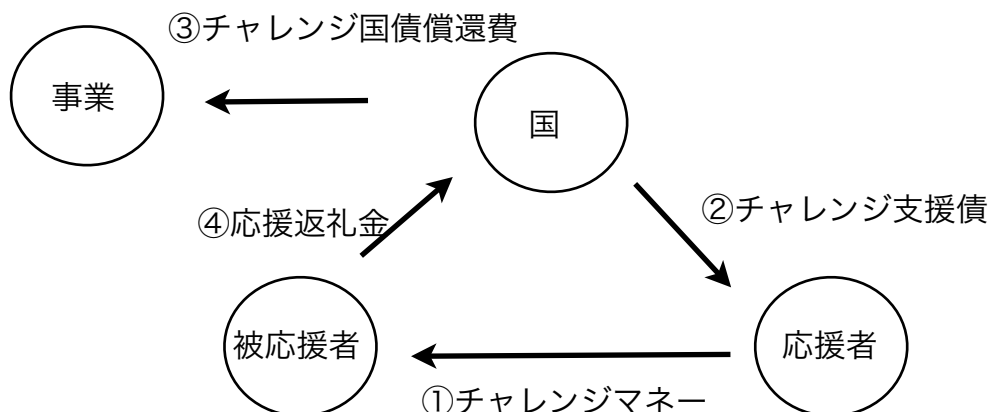 ③チャレンジ国債償還費
事業
国
②チャレンジ支援債
④応援返礼金
被応援者
応援者
①チャレンジマネー